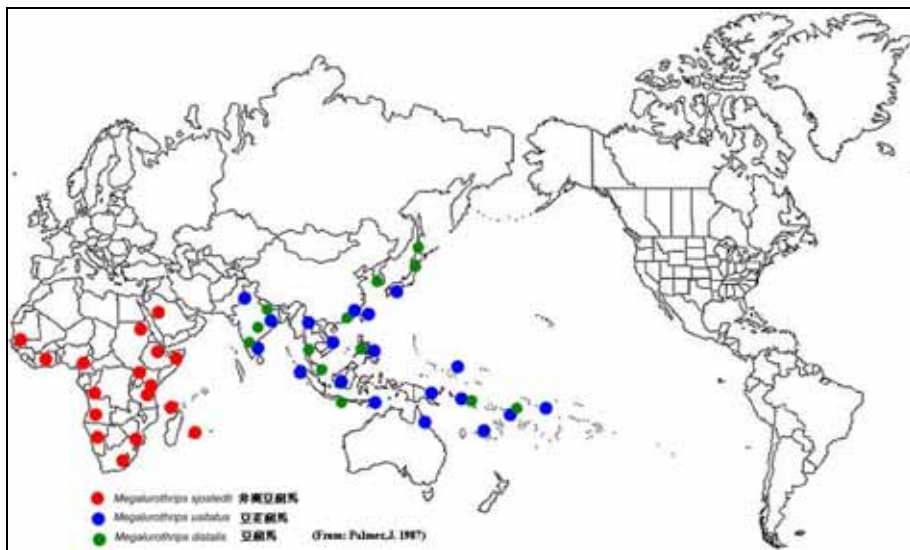 Megalurothrips sjostedti 非洲豆薊馬
Megalurothrips usitatus 豆花薊馬
Megalurothrips distalis 豆薊馬 (From: Palmer,J. 1987)